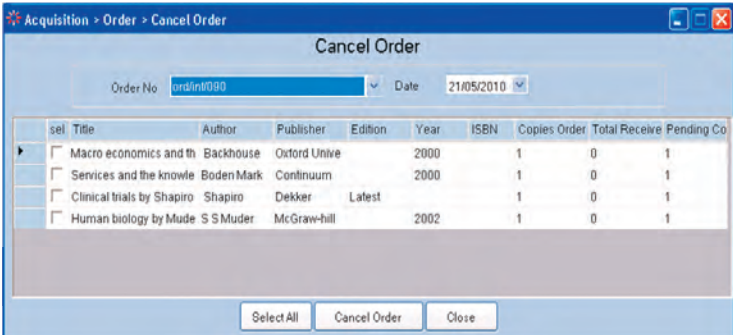 Acquisition > Order > Cancel Order
Cancel Order
Order No ord/int/090 Date 21/05/2010
sel Title Author Publisher Edition Year ISBN Copies Order Total Receive Pending Co
Macro economics and th Backhouse Oxford Unive 2000 1 0 1
Services and the knowle Boden Mark Continuum 2000 1 0 1
Clinical trials by Shapiro Shapiro Dekker Latest 1 0 1
Human biology by Mude S S Muder McGraw-hill 2002 1 0 1
Select All Cancel Order Close